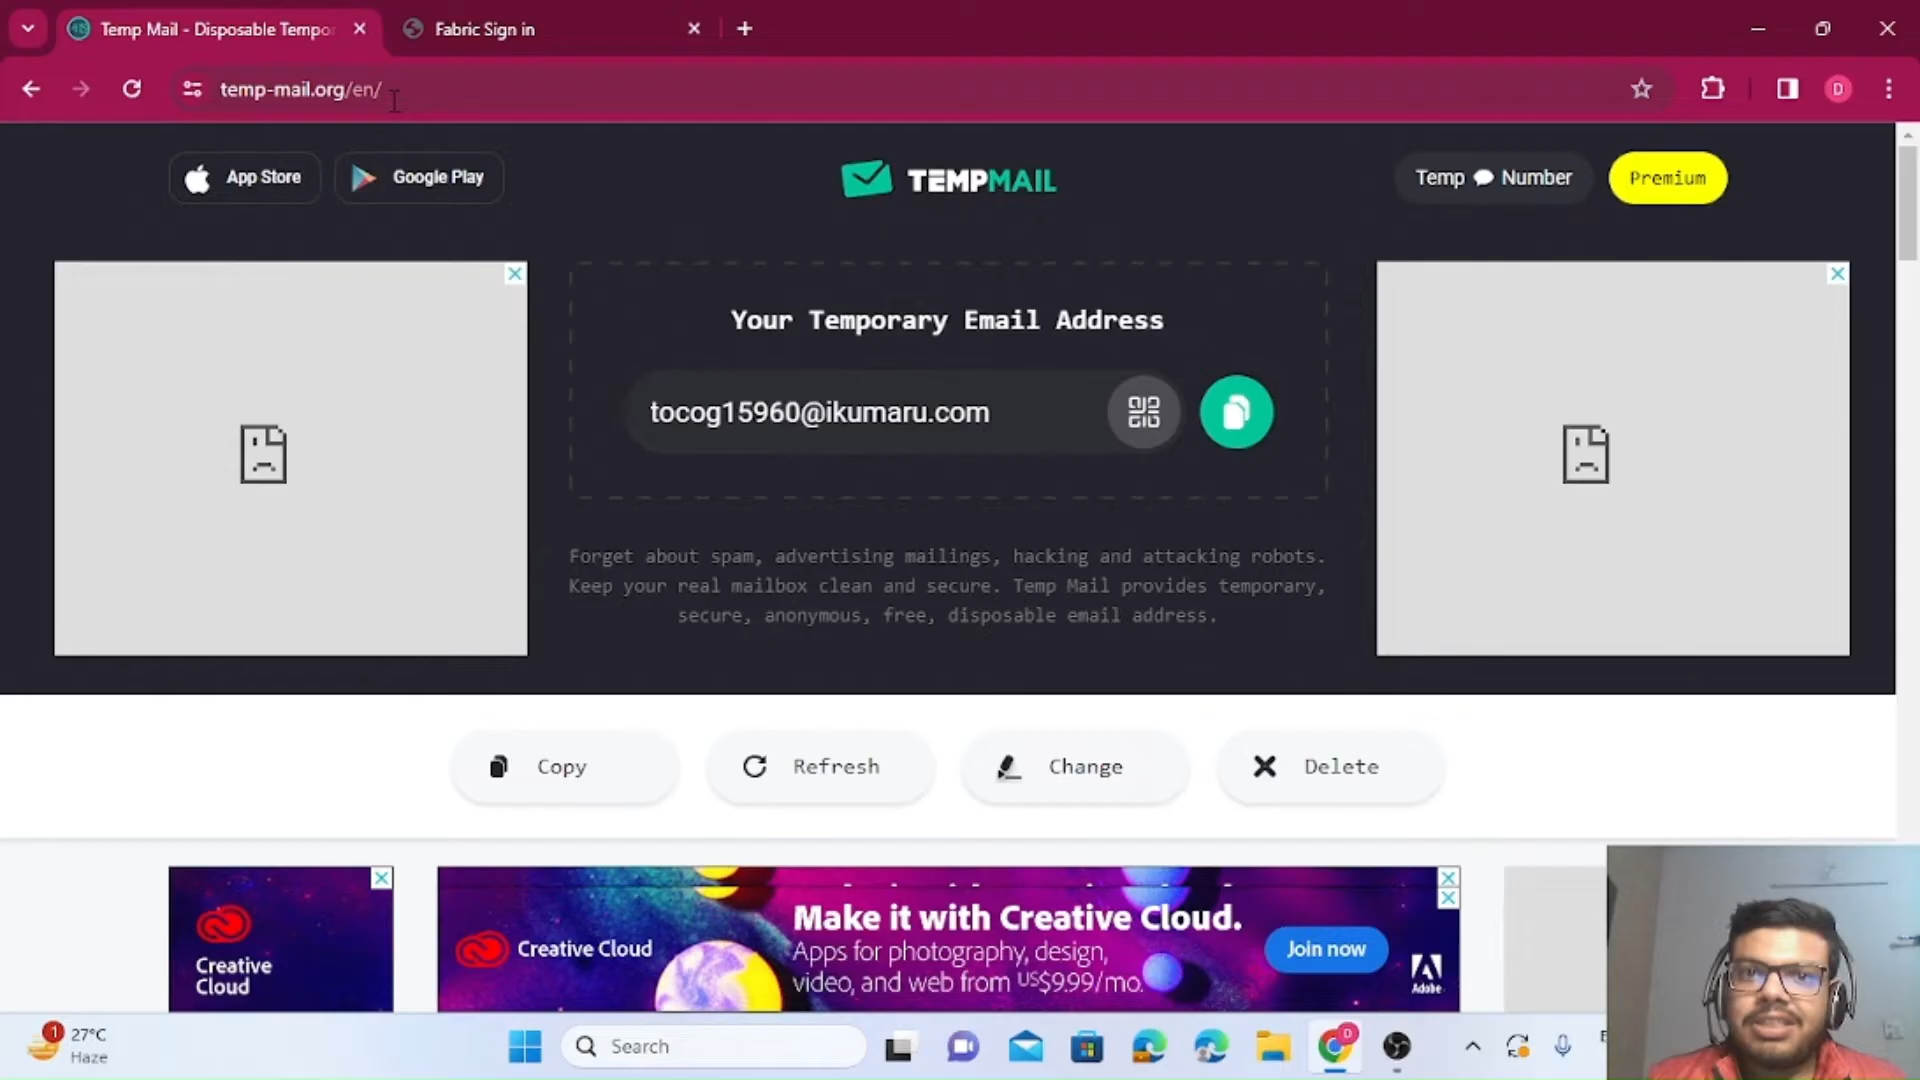 Temp Mail - Disposable Tempo
Fabric Sign in
temp-mail.org/en/
D
App Store
Google Play
TEMPMAIL
Temp Number
Premium
Your Temporary Email Address
tocog15960@ikumaru.com
Forget about spam, advertising mailings, hacking and attacking robots.
Keep your real mailbox clean and secure. Temp Mail provides temporary,
secure, anonymous, free, disposable email address.
Copy
Refresh
Change
Delete
Creative
Cloud
Creative Cloud
Make it with Creative Cloud.
Apps for photography, design,
video, and web from US$9.99/mo.
Join now
Adobe
1
27°C
Haze
Search
D